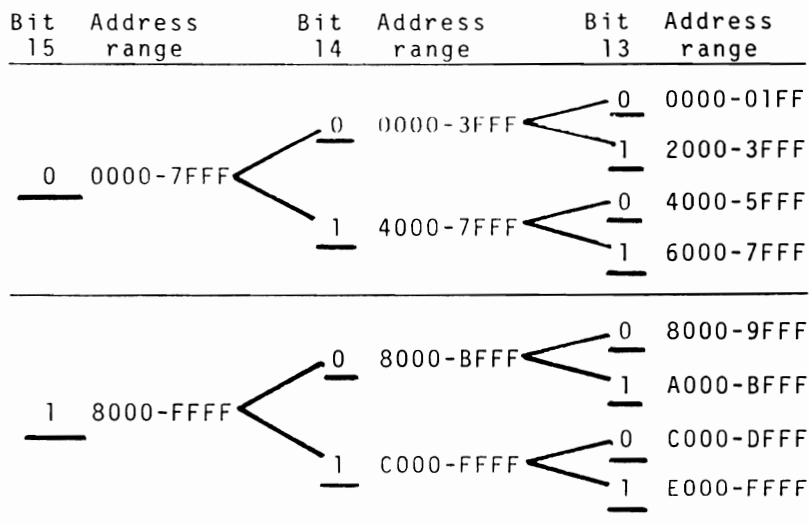 Bit Address Bit Address Bit Address
15 range 14 range 13 range
0 0000-01FF
0 0000-3FFF
1 2000-3FFF
0 0000-7FFF
0 4000-5FFF
1 4000-7FFF
1 6000-7FFF
0 8000-9FFF
0 8000-BFFF
1 A000-BFFF
1 8000-FFFF
0 C000-DFFF
1 C000-FFFF
1 E000-FFFF